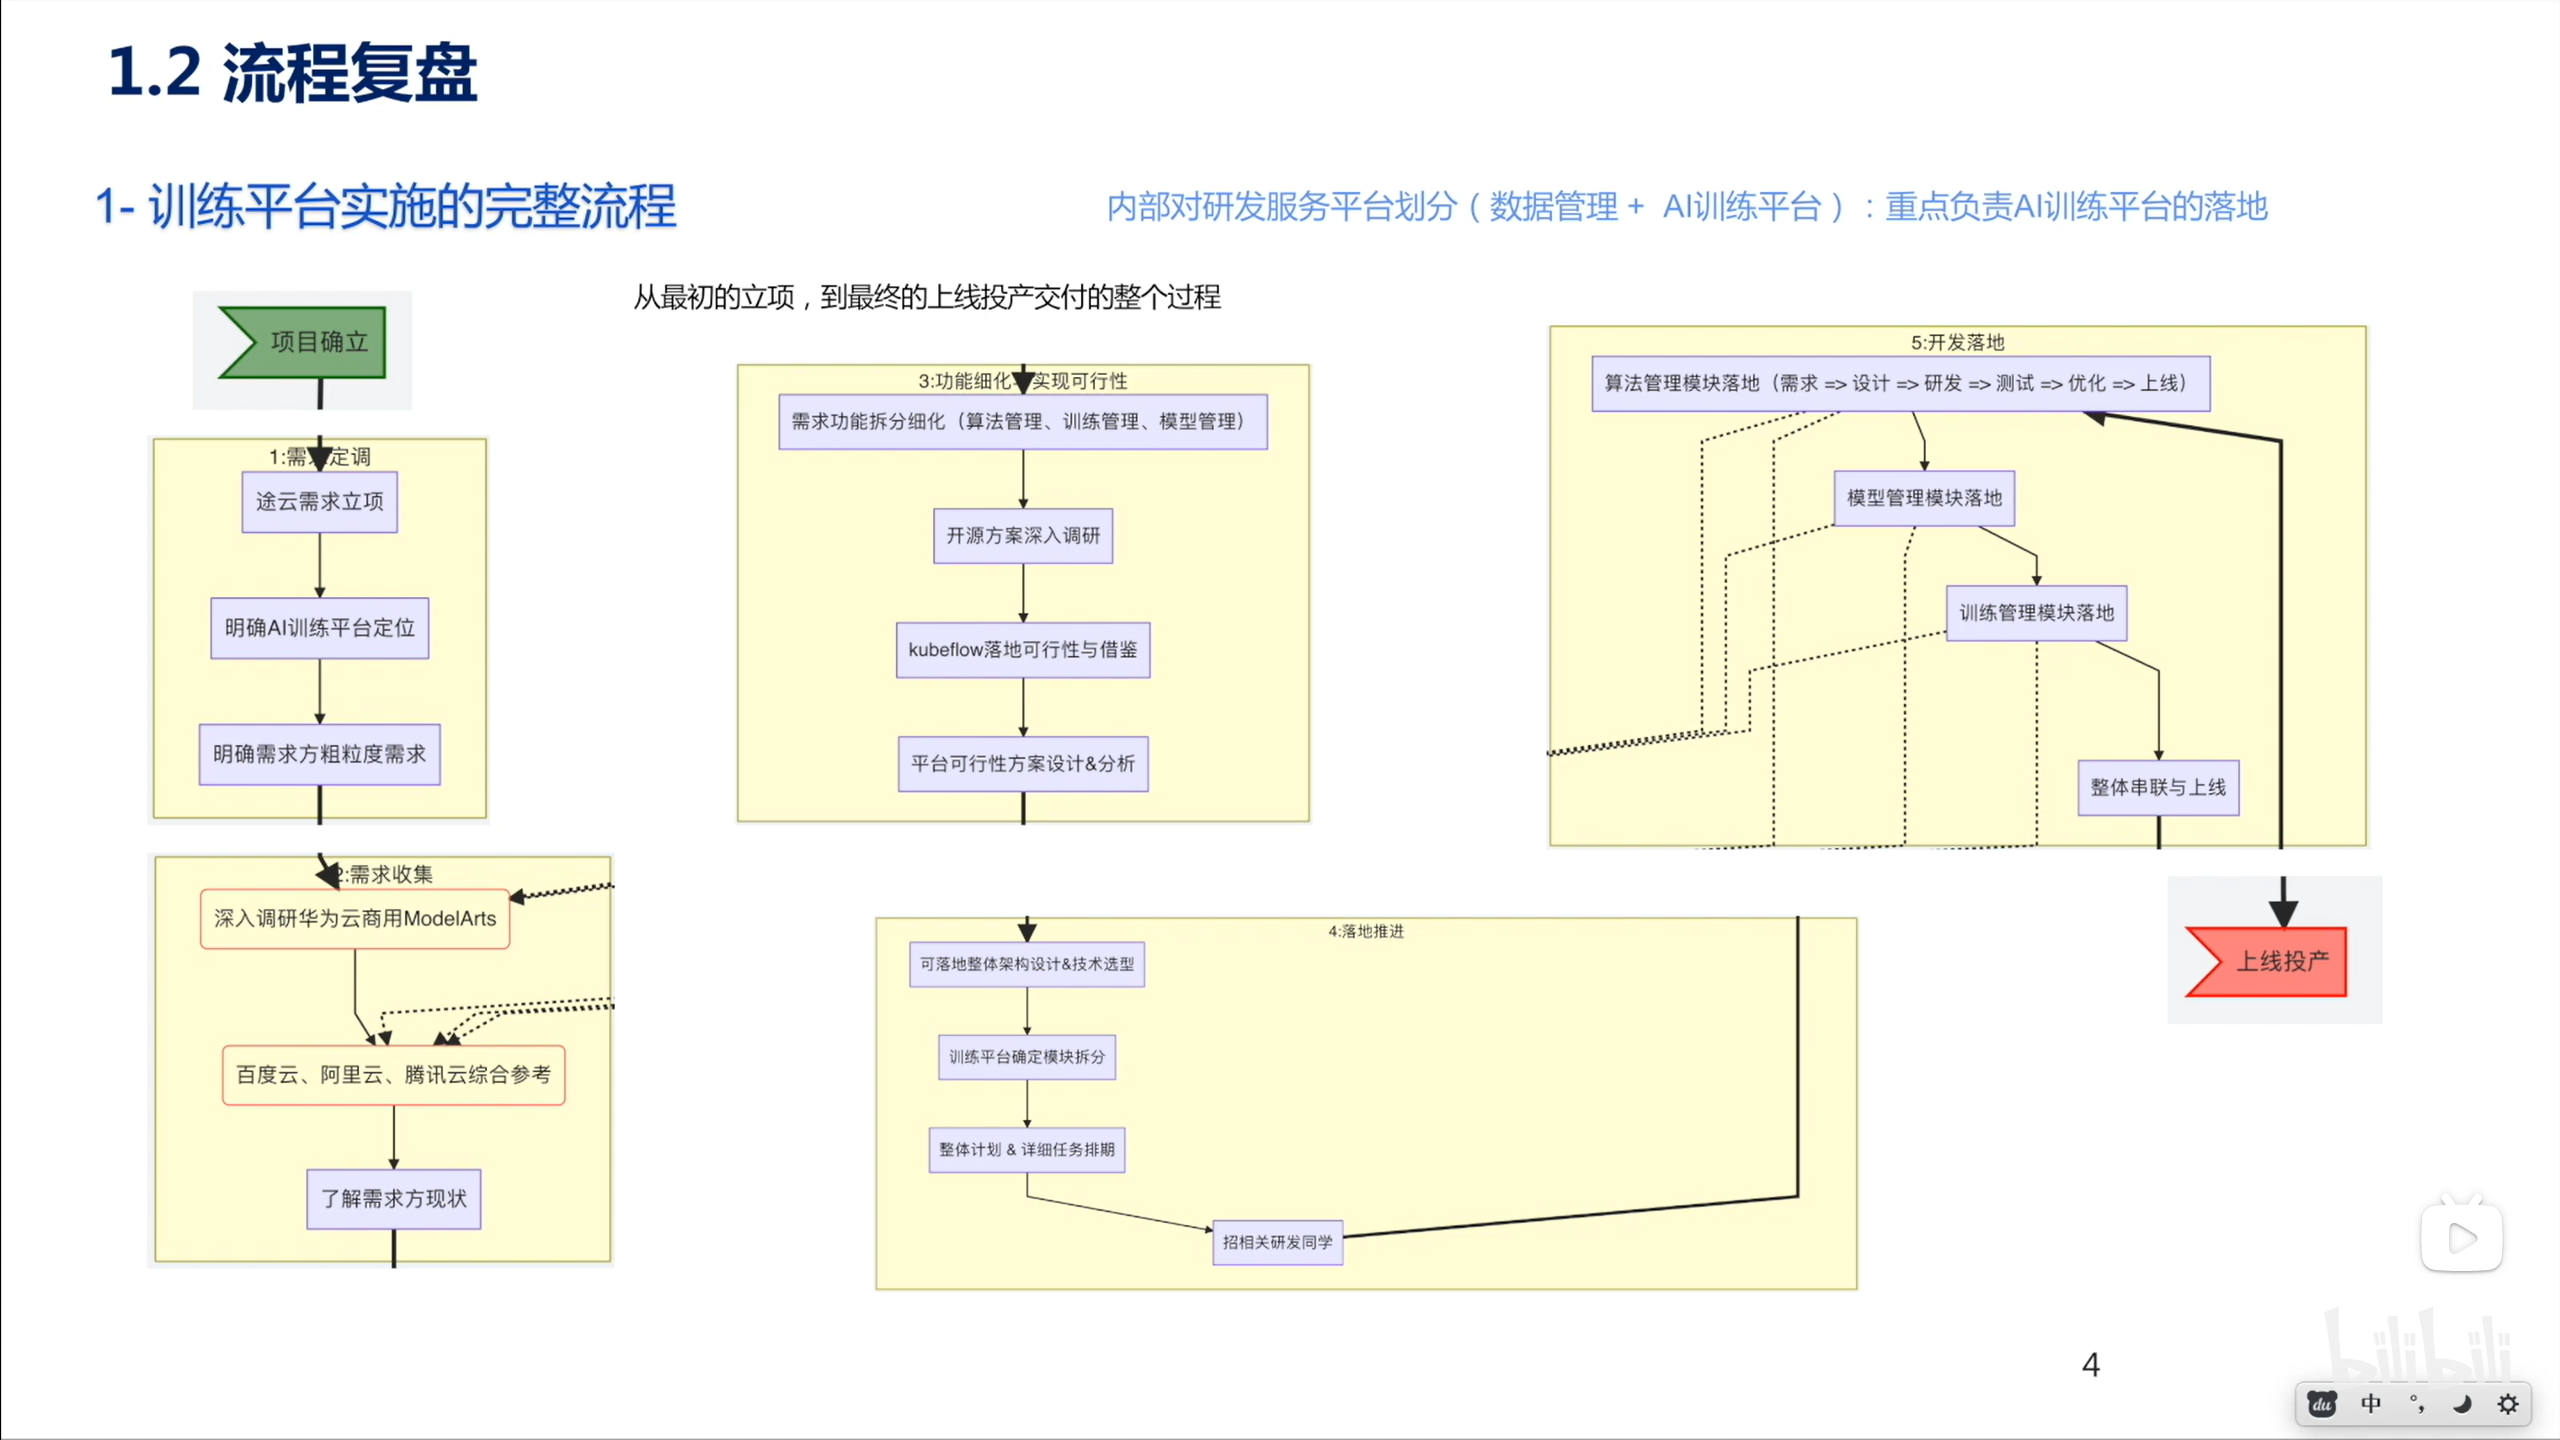 1.2 流程复盘
1- 训练平台实施的完整流程
内部对研发服务平台划分（数据管理 + AI训练平台）：重点负责AI训练平台的落地
从最初的立项，到最终的上线投产交付的整个过程
项目确立
1:需 定调
途云需求立项
明确AI训练平台定位
明确需求方粗粒度需求
2:需求收集
深入调研华为云商用ModelArts
百度云、阿里云、腾讯云综合参考
了解需求方现状
3:功能细化 实现可行性
需求功能拆分细化（算法管理、训练管理、模型管理）
开源方案深入调研
kubeflow落地可行性与借鉴
平台可行性方案设计&分析
4:落地推进
可落地整体架构设计&技术选型
训练平台确定模块拆分
整体计划 & 详细任务排期
招相关研发同学
5:开发落地
算法管理模块落地（需求 => 设计 => 研发 => 测试 => 优化 => 上线）
模型管理模块落地
训练管理模块落地
整体串联与上线
上线投产
4
bilibili
du 中 °,